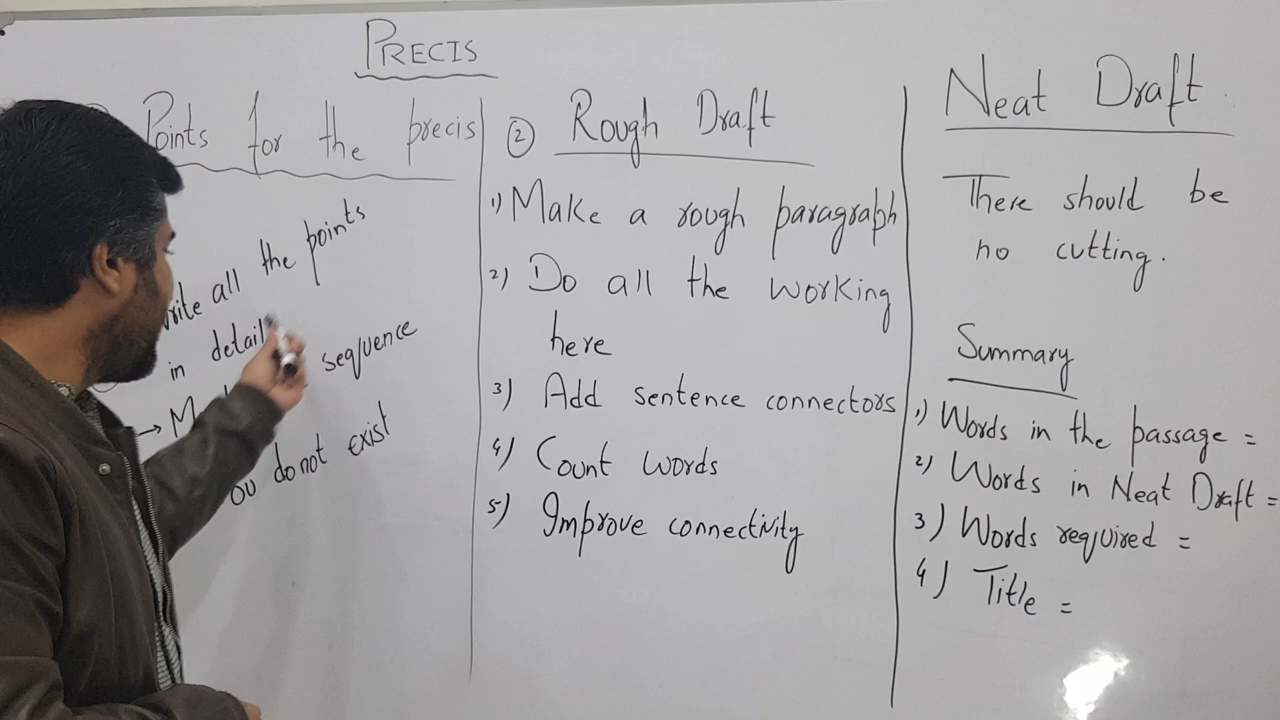 PRECIS
Points for the precis
all the points
in detail
→ sequence
do not exist
② Rough Draft
1) Make a rough paragraph
2) Do all the working
here
3) Add sentence connectors
4) Count words
5) Improve connectivity
Neat Draft
There should be
no cutting.
Summary
1) Words in the passage =
2) Words in Neat Draft =
3) Words required =
4) Title =